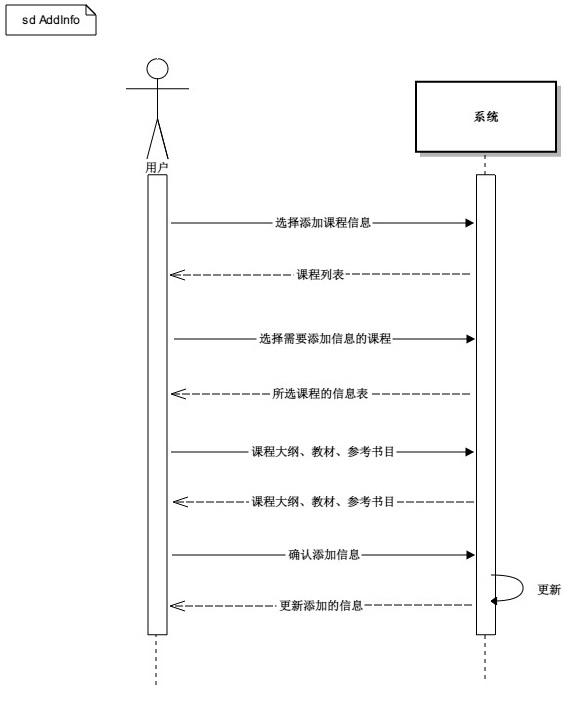 sd AddInfo
用户
系统
选择添加课程信息
课程列表
选择需要添加信息的课程
所选课程的信息表
课程大纲、教材、参考书目
课程大纲、教材、参考书目
确认添加信息
更新
更新添加的信息